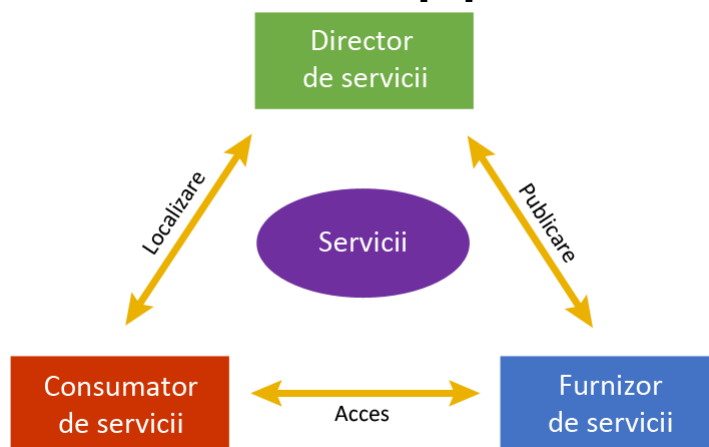 Director
de servicii
Localizare
Publicare
Servicii
Consumator
de servicii
Acces
Furnizor
de servicii